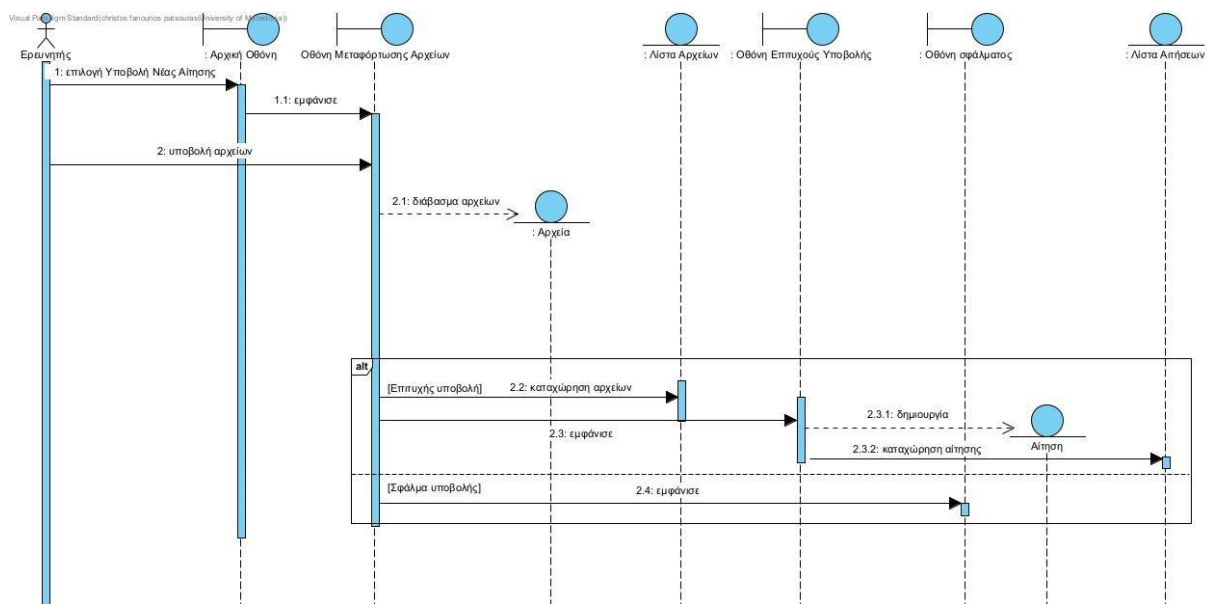 Visual Paradigm Standard(christos fanourios patsouras(University of Macedonia))
Ερευνητής
: Αρχική Οθόνη
Οθόνη Μεταφόρτωσης Αρχείων
: Λίστα Αρχείων
: Οθόνη Επιτυχούς Υποβολής
: Οθόνη σφάλματος
: Λίστα Αιτήσεων
1: επιλογή Υποβολή Νέας Αίτησης
1.1: εμφάνισε
2: υποβολή αρχείων
2.1: διάβασμα αρχείων
: Αρχεία
alt
[Επιτυχής υποβολή]
2.2: καταχώρηση αρχείων
2.3: εμφάνισε
2.3.1: δημιουργία
Αίτηση
2.3.2: καταχώρηση αίτησης
[Σφάλμα υποβολής]
2.4: εμφάνισε